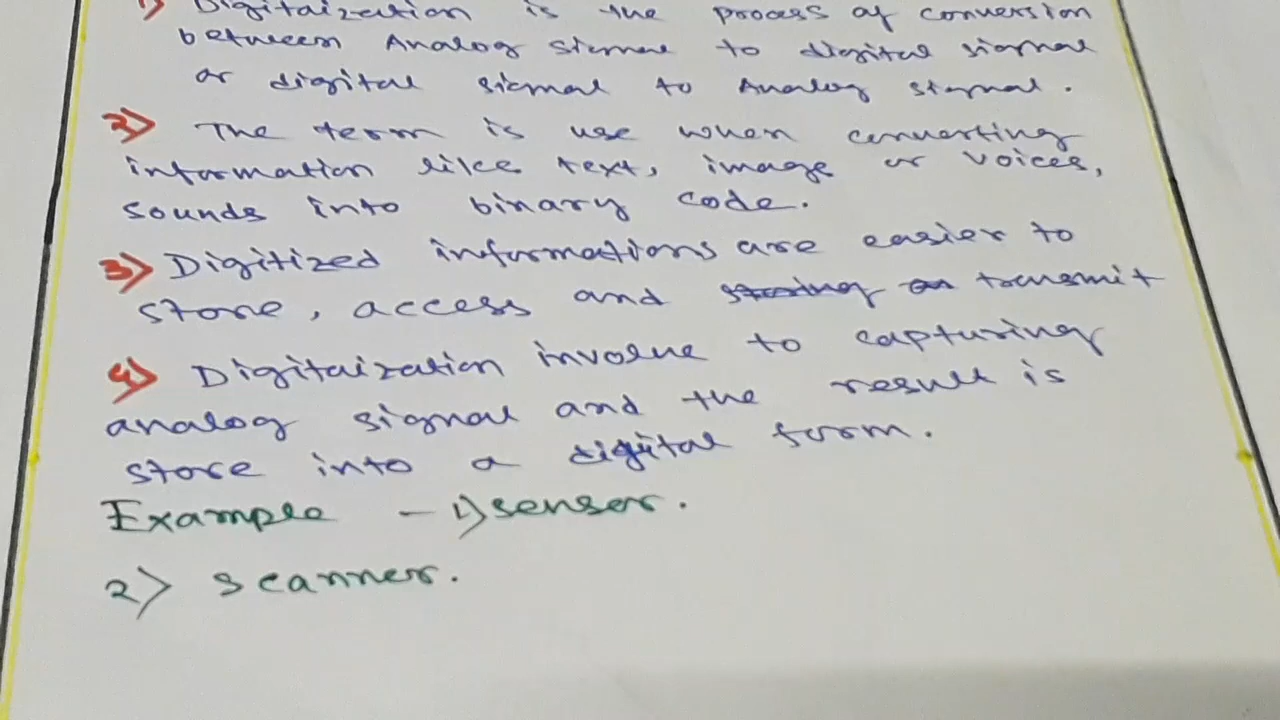 1) Digitaization is the process of conversion
between Analog signal to digital signal
or digital signal to Analog signal.
2) The term is use when converting
information like text, image or voices,
sounds into binary code.
3) Digitized informations are easier to
store, access and storing an transmit
4) Digitaization involve to capturing
analog signal and the result is
store into a digital form.
Example - 1) sensor.
2) scanner.